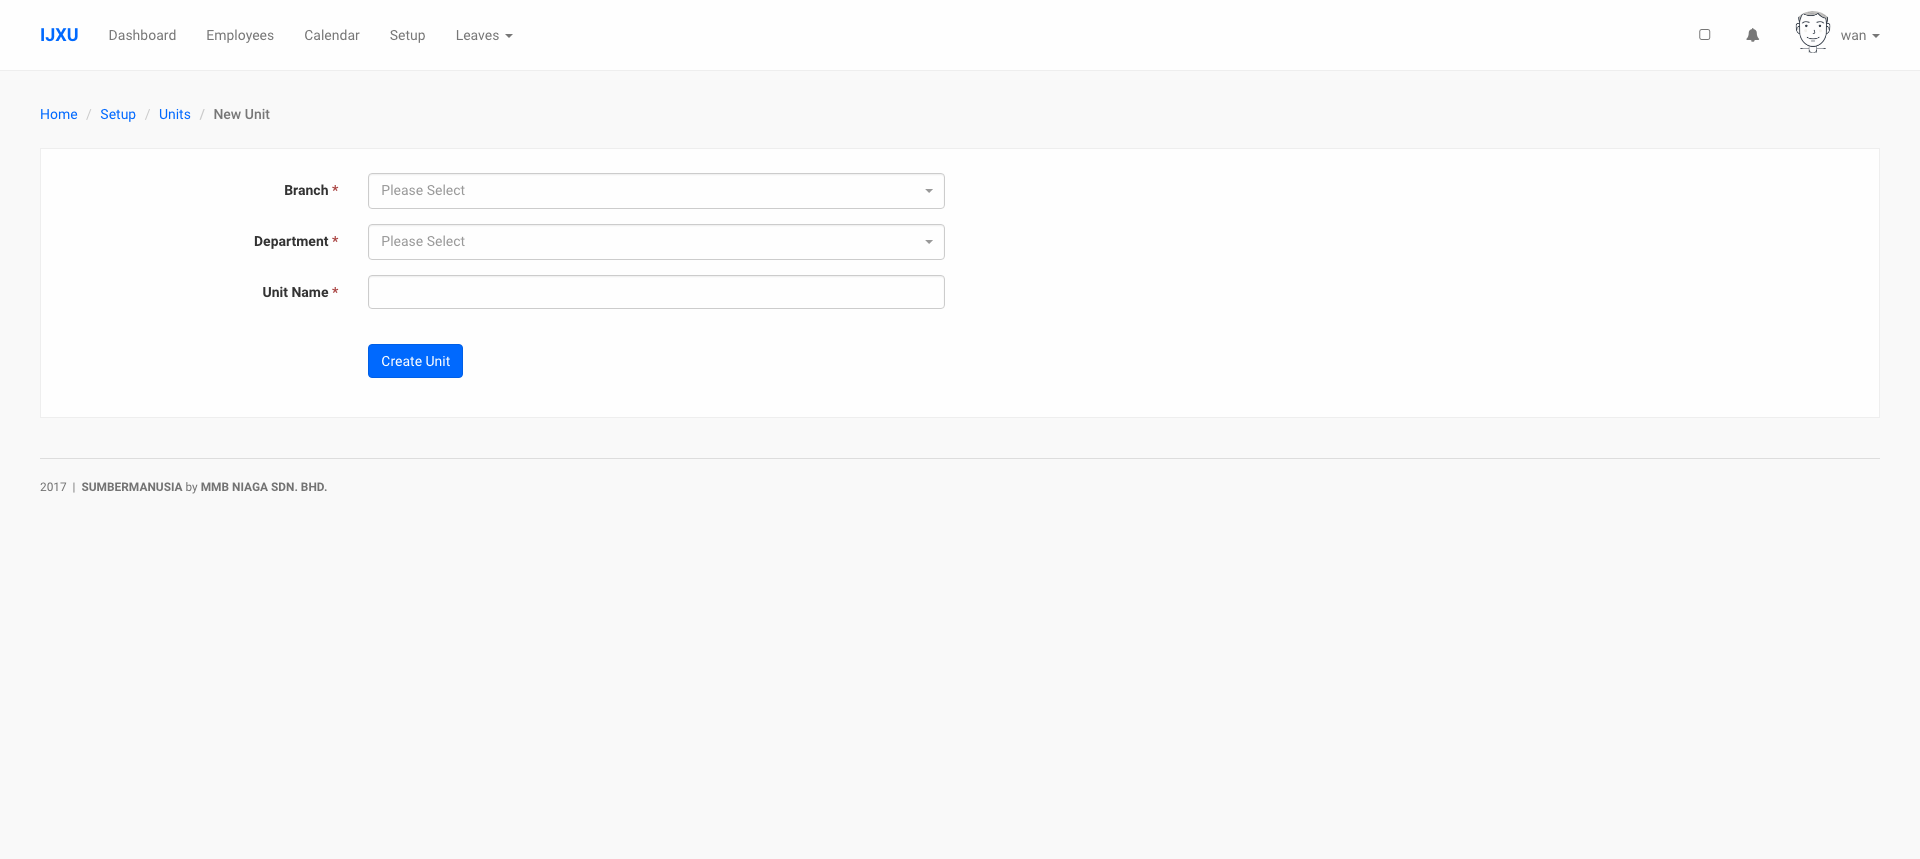 IJXU Dashboard Employees Calendar Setup Leaves wan
Home / Setup / Units / New Unit
Branch * Please Select
Department * Please Select
Unit Name *
Create Unit
2017 | SUMBERMANUSIA by MMB NIAGA SDN. BHD.